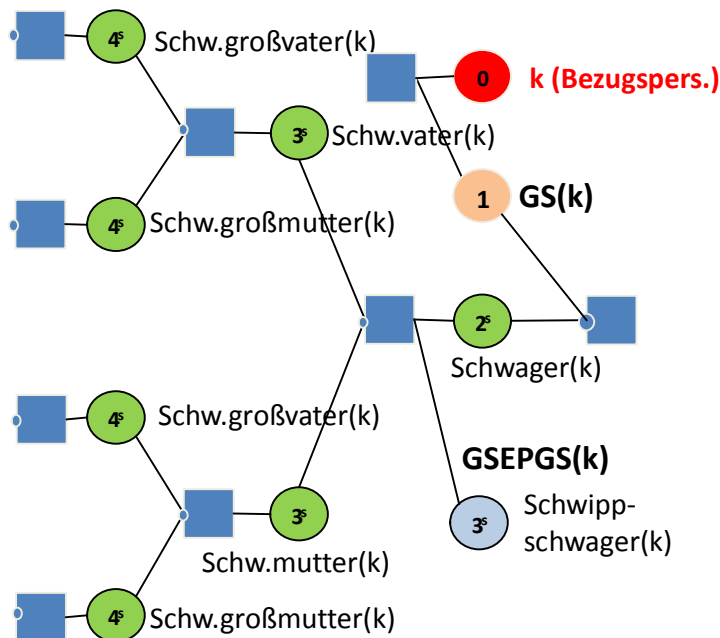 4ˢ Schw.großvater(k)
0 k (Bezugspers.)
3ˢ Schw.vater(k)
1 GS(k)
4ˢ Schw.großmutter(k)
2ˢ
Schwager(k)
4ˢ Schw.großvater(k)
GSEPGS(k)
3ˢ Schwipp-
schwager(k)
3ˢ
Schw.mutter(k)
4ˢ Schw.großmutter(k)